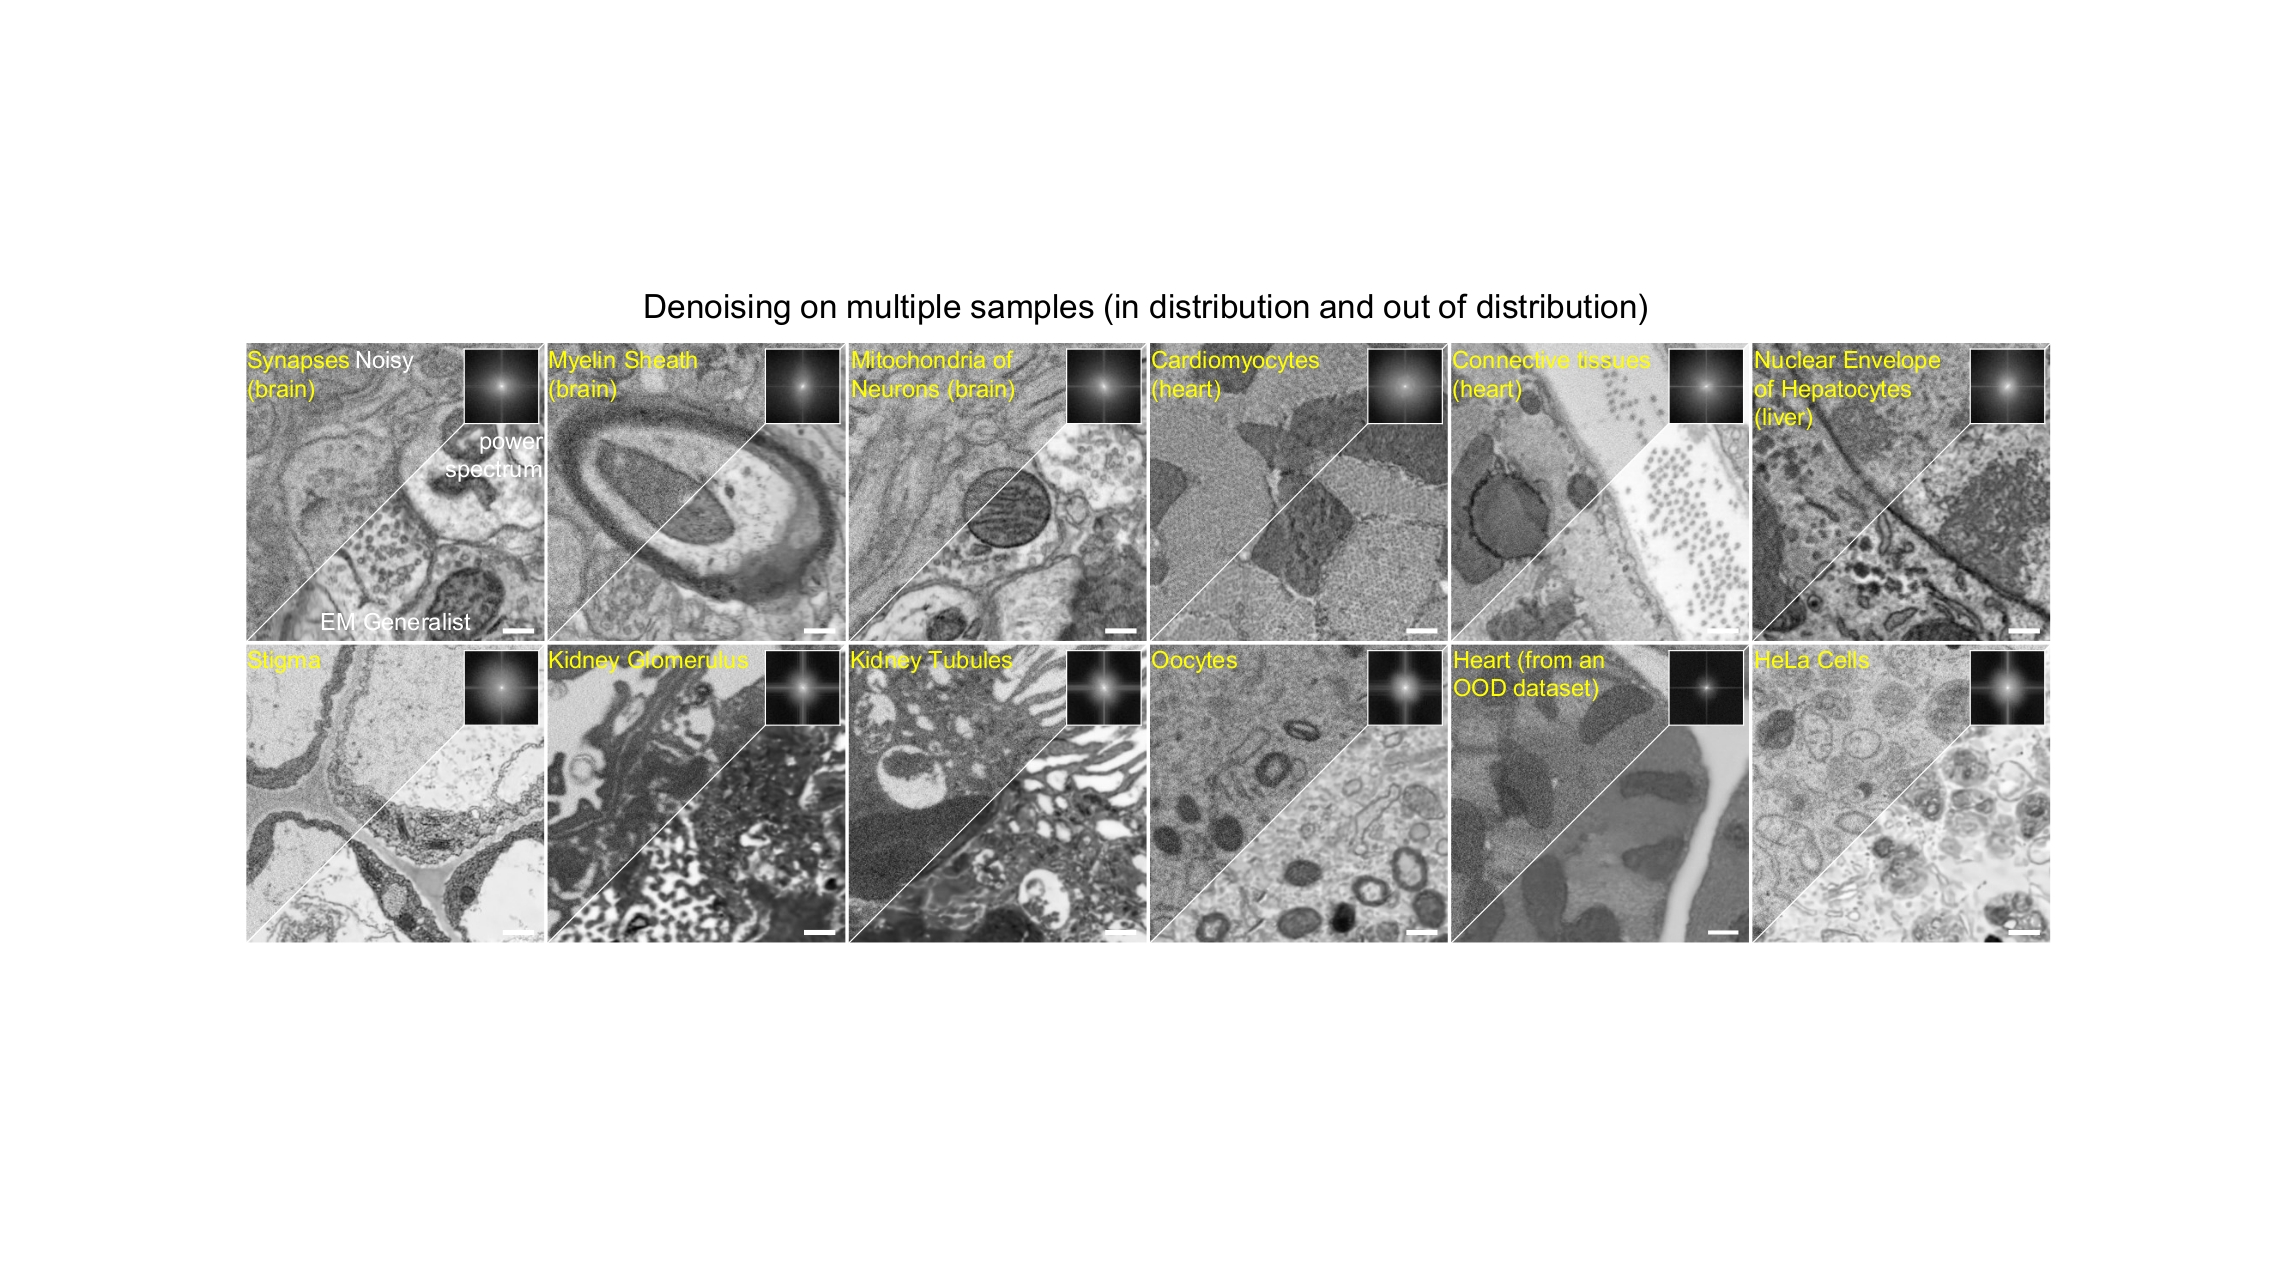 Denoising on multiple samples (in distribution and out of distribution)
Synapses Noisy
(brain)
power
spectrum
EM Generalist
Myelin Sheath
(brain)
Mitochondria of
Neurons (brain)
Cardiomyocytes
(heart)
Connective tissues
(heart)
Nuclear Envelope
of Hepatocytes
(liver)
Stigma
Kidney Glomerulus
Kidney Tubules
Oocytes
Heart (from an
OOD dataset)
HeLa Cells